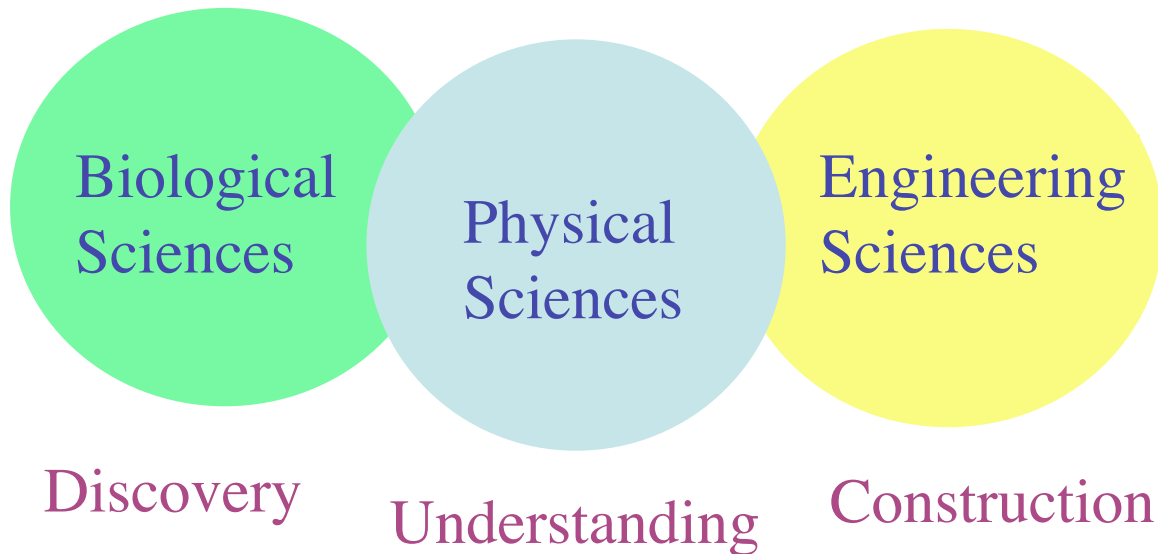 Biological
Sciences
Physical
Sciences
Engineering
Sciences
Discovery
Understanding
Construction